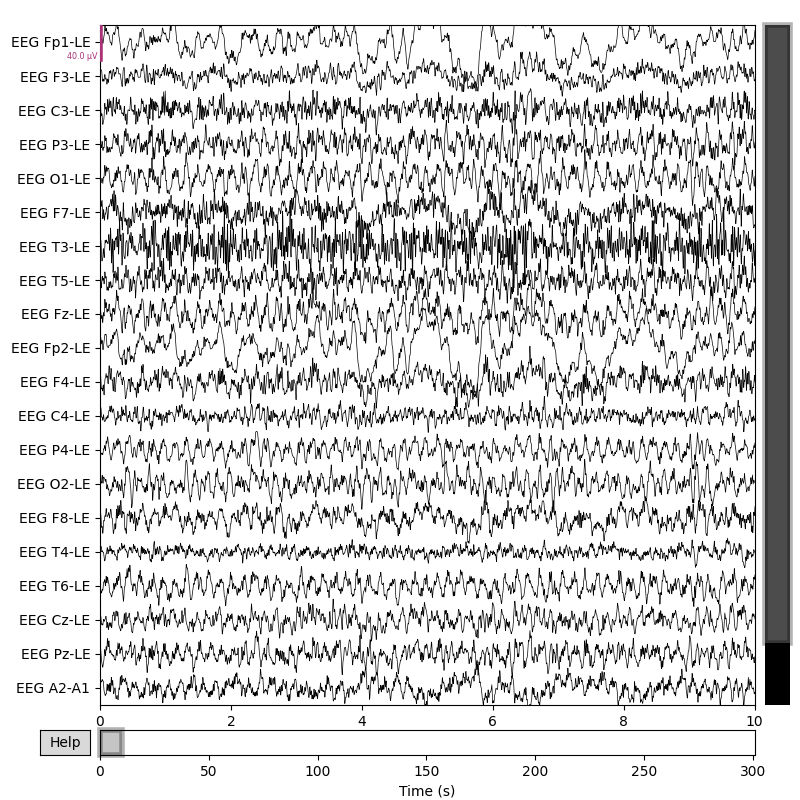 EEG Fp1-LE
40.0 µV
EEG F3-LE
EEG C3-LE
EEG P3-LE
EEG O1-LE
EEG F7-LE
EEG T3-LE
EEG T5-LE
EEG Fz-LE
EEG Fp2-LE
EEG F4-LE
EEG C4-LE
EEG P4-LE
EEG O2-LE
EEG F8-LE
EEG T4-LE
EEG T6-LE
EEG Cz-LE
EEG Pz-LE
EEG A2-A1
0 2 4 6 8 10
Help
0 50 100 150 200 250 300
Time (s)